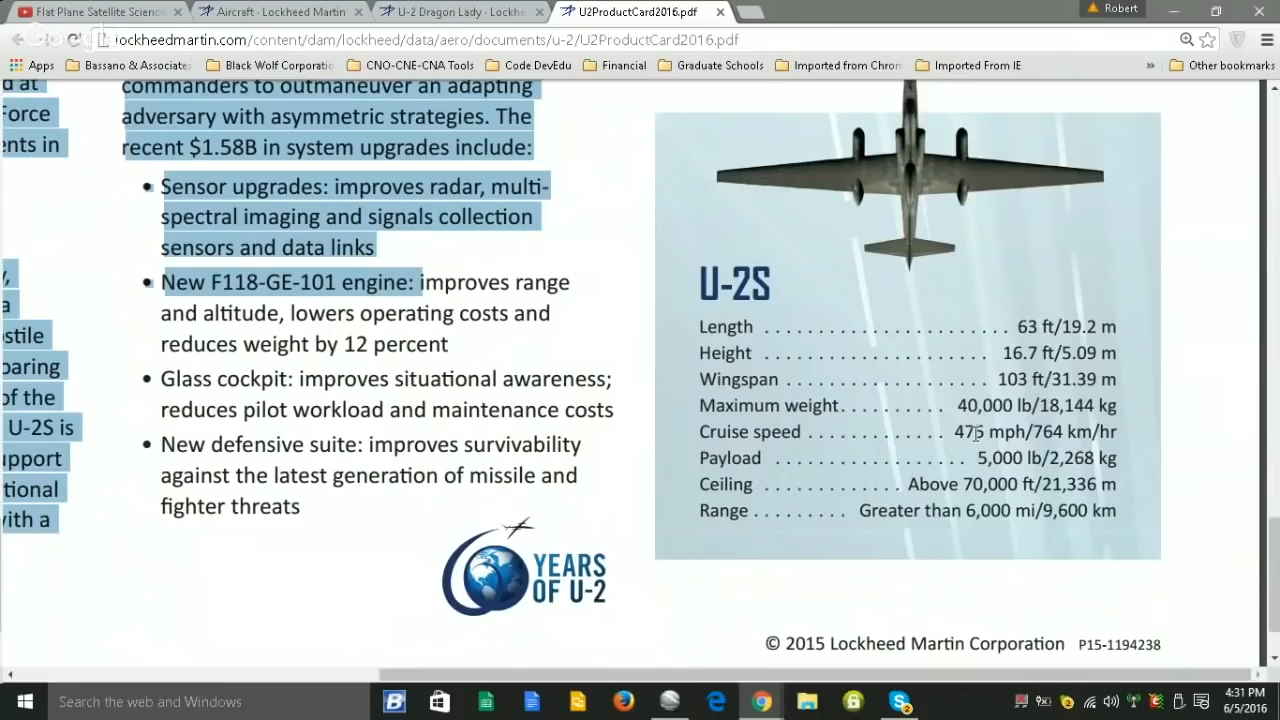 Flat Plane Satellite Scienc
Aircraft · Lockheed Martin
U-2 Dragon Lady · Lockhe
U2ProductCard2016.pdf
Robert
lockheedmartin.com/content/dam/lockheed/data/aero/documents/u-2/U2ProductCard2016.pdf
Apps
Bassano & Associates
Black Wolf Corporatio
CNO-CNE-CNA Tools
Code DevEdu
Financial
Graduate Schools
Imported from Chrom
Imported From IE
»
Other bookmarks
d at
Force
ents in
,
a
stile
paring
of the
U-2S is
upport
tional
with a
commanders to outmaneuver an adapting
adversary with asymmetric strategies. The
recent $1.58B in system upgrades include:
• Sensor upgrades: improves radar, multi-
spectral imaging and signals collection
sensors and data links
• New F118-GE-101 engine: improves range
and altitude, lowers operating costs and
reduces weight by 12 percent
• Glass cockpit: improves situational awareness;
reduces pilot workload and maintenance costs
• New defensive suite: improves survivability
against the latest generation of missile and
fighter threats
60 YEARS
OF U-2
U-2S
Length . . . . . . . . . . . . . . . . . . . . . . . . 63 ft/19.2 m
Height . . . . . . . . . . . . . . . . . . . . . . 16.7 ft/5.09 m
Wingspan . . . . . . . . . . . . . . . . . . . 103 ft/31.39 m
Maximum weight. . . . . . . . . . 40,000 lb/18,144 kg
Cruise speed . . . . . . . . . . . . . 475 mph/764 km/hr
Payload . . . . . . . . . . . . . . . . . . 5,000 lb/2,268 kg
Ceiling . . . . . . . . . . . . . Above 70,000 ft/21,336 m
Range . . . . . . . . . Greater than 6,000 mi/9,600 km
© 2015 Lockheed Martin Corporation P15-1194238
Search the web and Windows
B
2
4:31 PM
6/5/2016